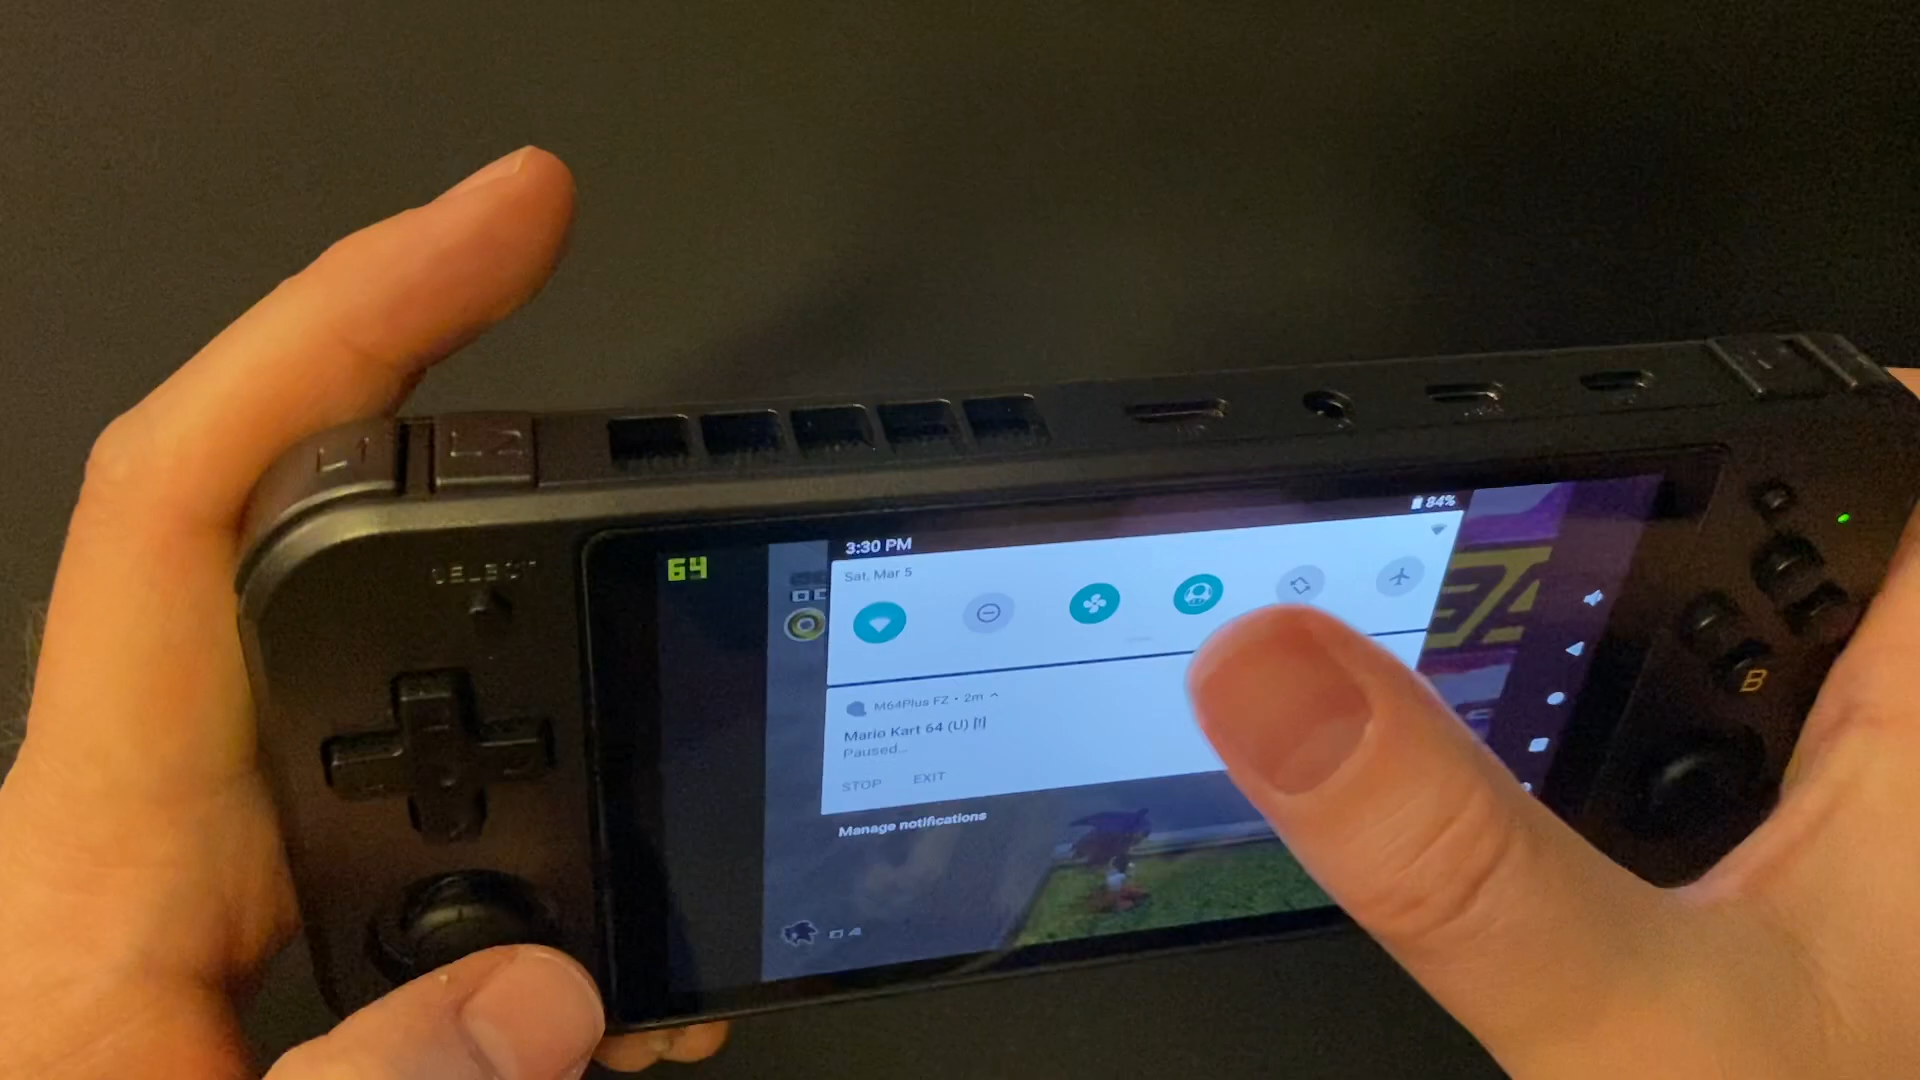 L1
L2
SELECT
64
3:30 PM
84%
Sat, Mar 5
M64Plus FZ • 2m
Mario Kart 64 (U) [!]
Paused...
STOP EXIT
Manage notifications
04
B